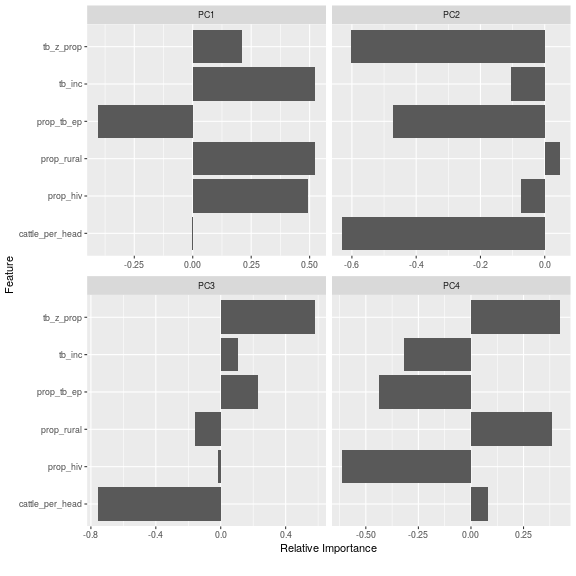 PC1
PC2
tb_z_prop
tb_inc
prop_tb_ep
prop_rural
prop_hiv
cattle_per_head
-0.25 0.00 0.25 0.50
-0.6 -0.4 -0.2 0.0
Feature
PC3
PC4
tb_z_prop
tb_inc
prop_tb_ep
prop_rural
prop_hiv
cattle_per_head
-0.8 -0.4 0.0 0.4
-0.50 -0.25 0.00 0.25
Relative Importance